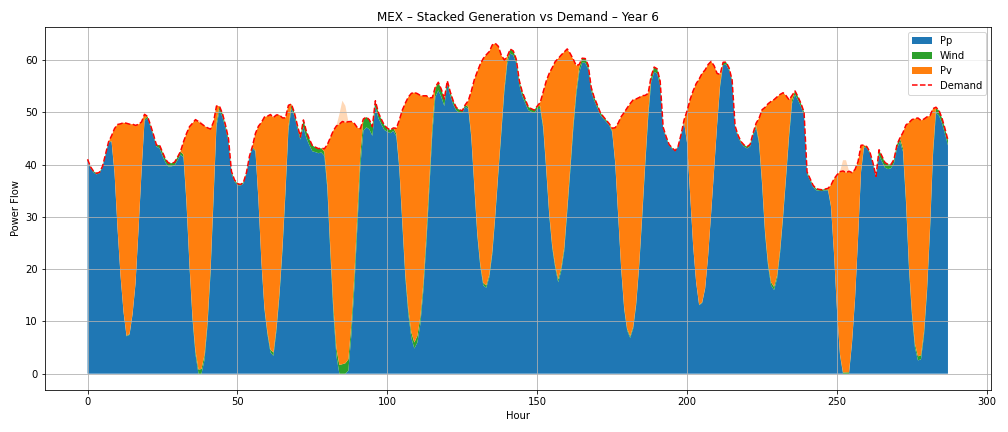 MEX – Stacked Generation vs Demand – Year 6
Pp
Wind
Pv
Demand
Power Flow
60
50
40
30
20
10
0
0 50 100 150 200 250 300
Hour